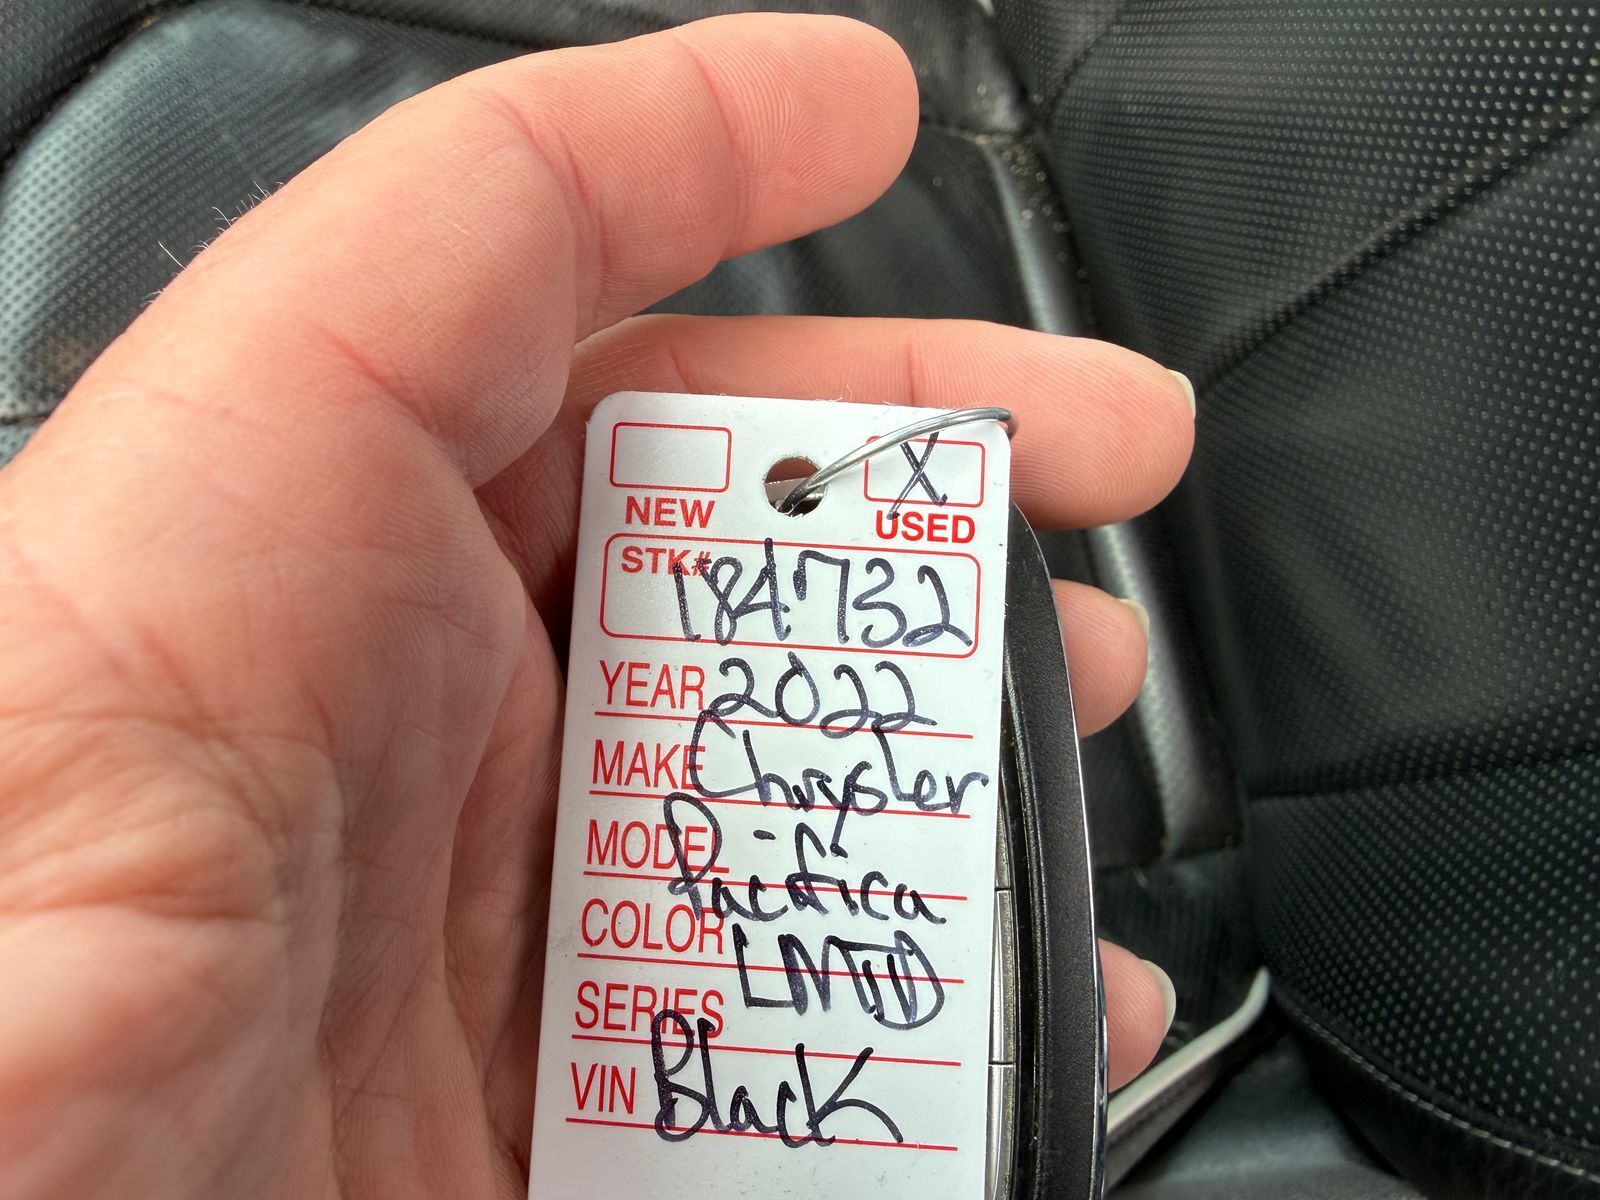 NEW X USED
STK# 184732
YEAR 2022
MAKE Chrysler
MODEL Pacifica
COLOR LMTD
SERIES
VIN Black